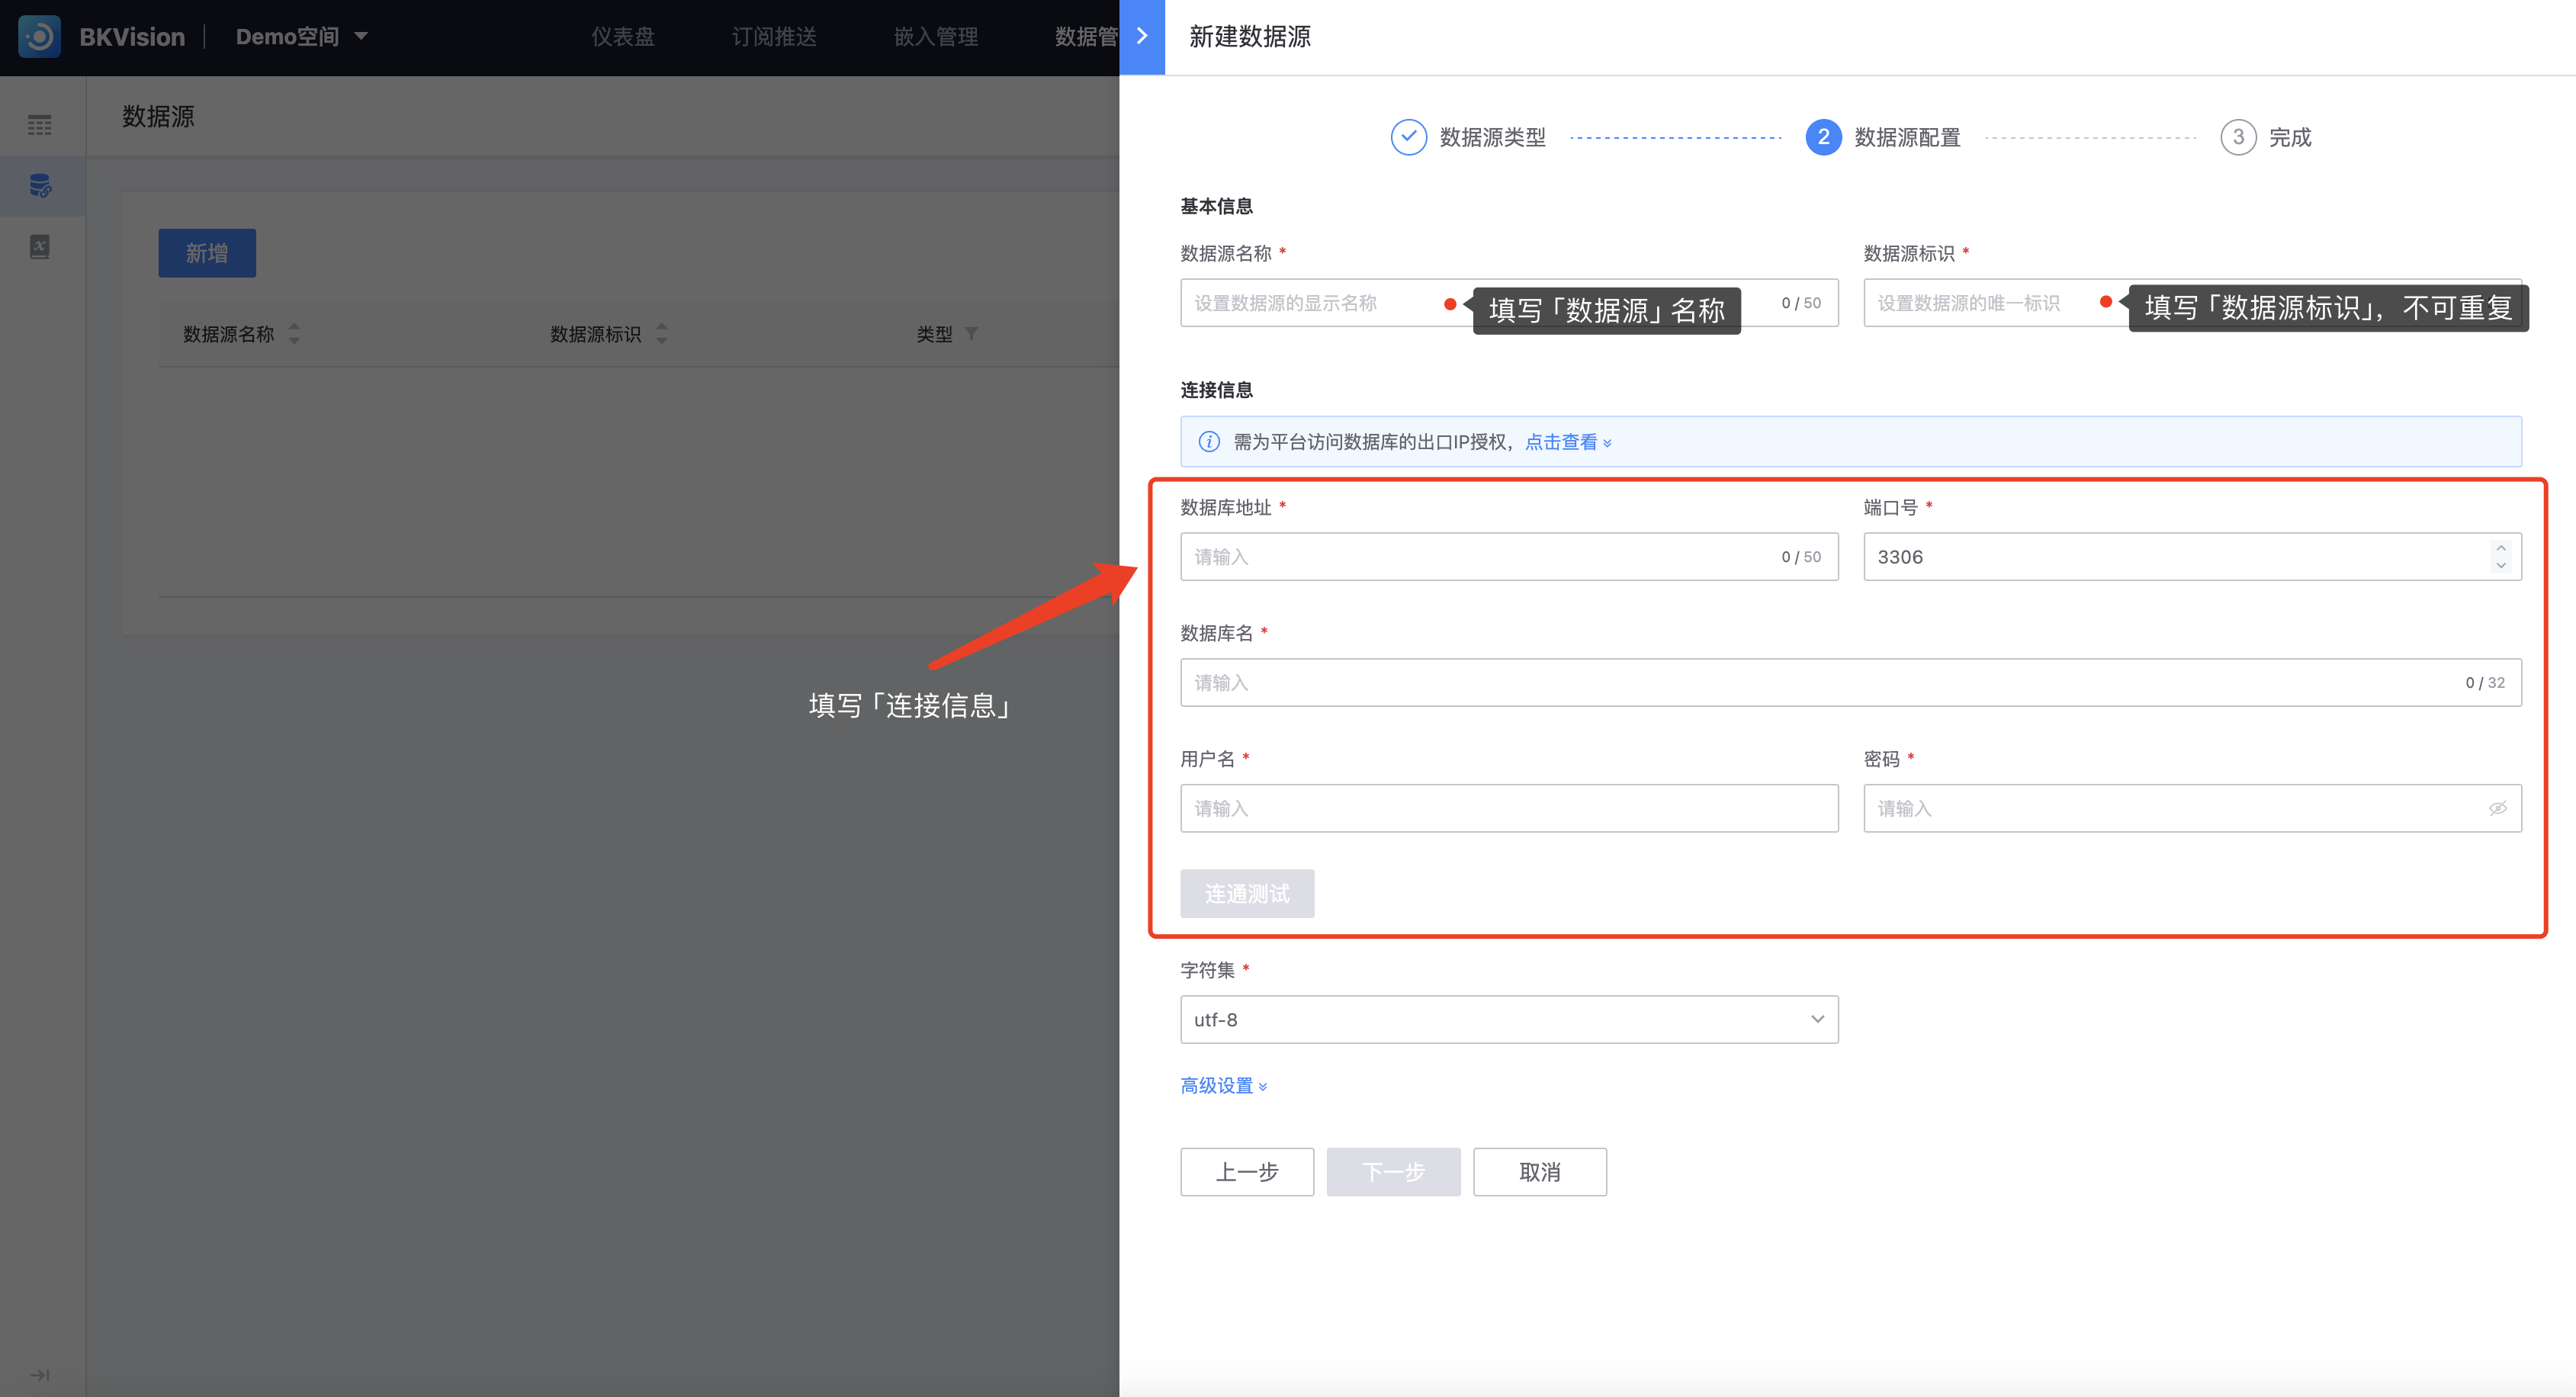 BKVision
Demo空间
仪表盘
订阅推送
嵌入管理
数据管
新建数据源
数据源
数据源类型
2
数据源配置
3
完成
新增
数据源名称
数据源标识
类型
基本信息
数据源名称 *
数据源标识 *
设置数据源的显示名称
填写「数据源」名称
0 / 50
设置数据源的唯一标识
填写「数据源标识」，不可重复
连接信息
需为平台访问数据库的出口IP授权，点击查看
数据库地址 *
端口号 *
请输入
0 / 50
3306
数据库名 *
请输入
0 / 32
填写「连接信息」
用户名 *
密码 *
请输入
请输入
连通测试
字符集 *
utf-8
高级设置
上一步
下一步
取消